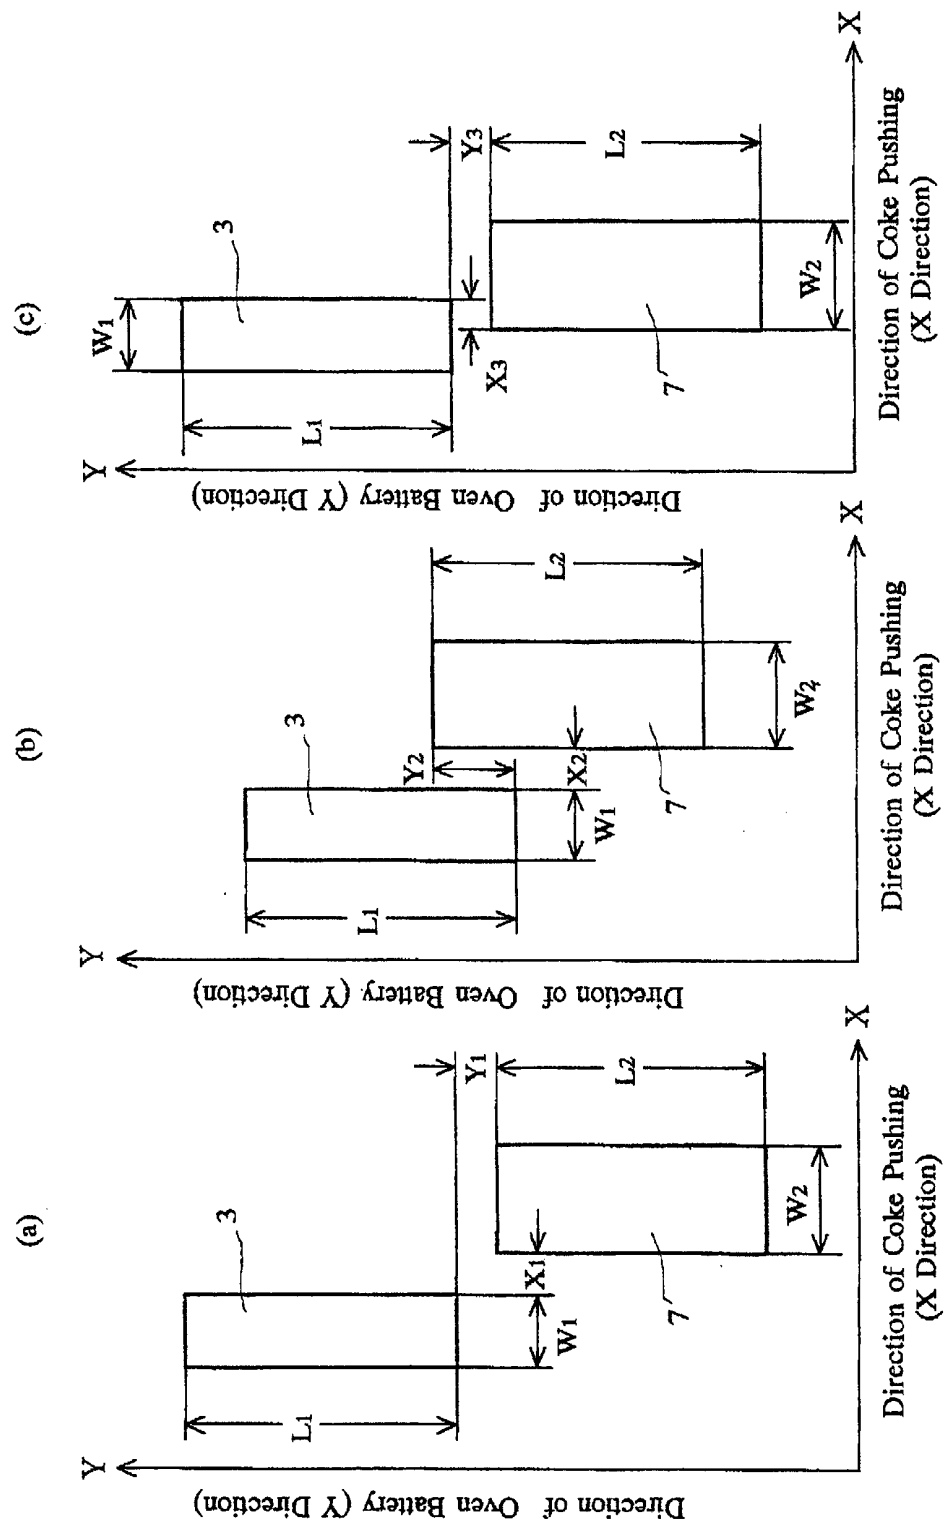 (a)
Y
Direction of Oven Battery (Y Direction)
L1
3
W1
X1
Y1
L2
7
W2
X
Direction of Coke Pushing
(X Direction)
(b)
Y
Direction of Oven Battery (Y Direction)
L1
3
Y2
W1
X2
L2
7
W2
X
Direction of Coke Pushing
(X Direction)
(c)
Y
Direction of Oven Battery (Y Direction)
W1
3
L1
X3
Y3
L2
7
W2
X
Direction of Coke Pushing
(X Direction)